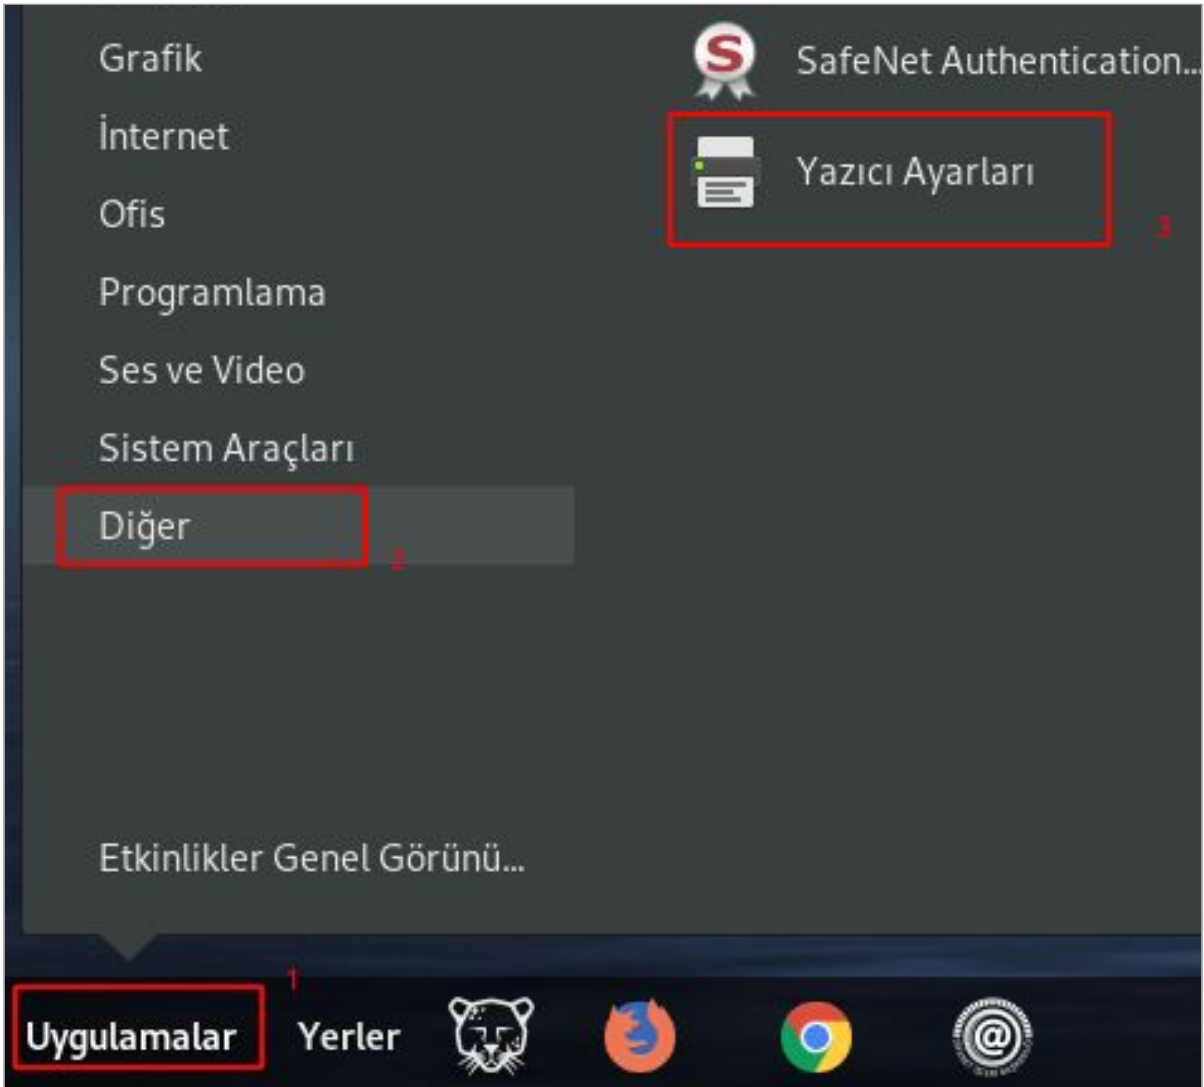 Grafik
İnternet
Ofis
Programlama
Ses ve Video
Sistem Araçları
Diğer
2
Etkinlikler Genel Görünü...
S
SafeNet Authentication...
Yazıcı Ayarları
3
1
Uygulamalar
Yerler
@